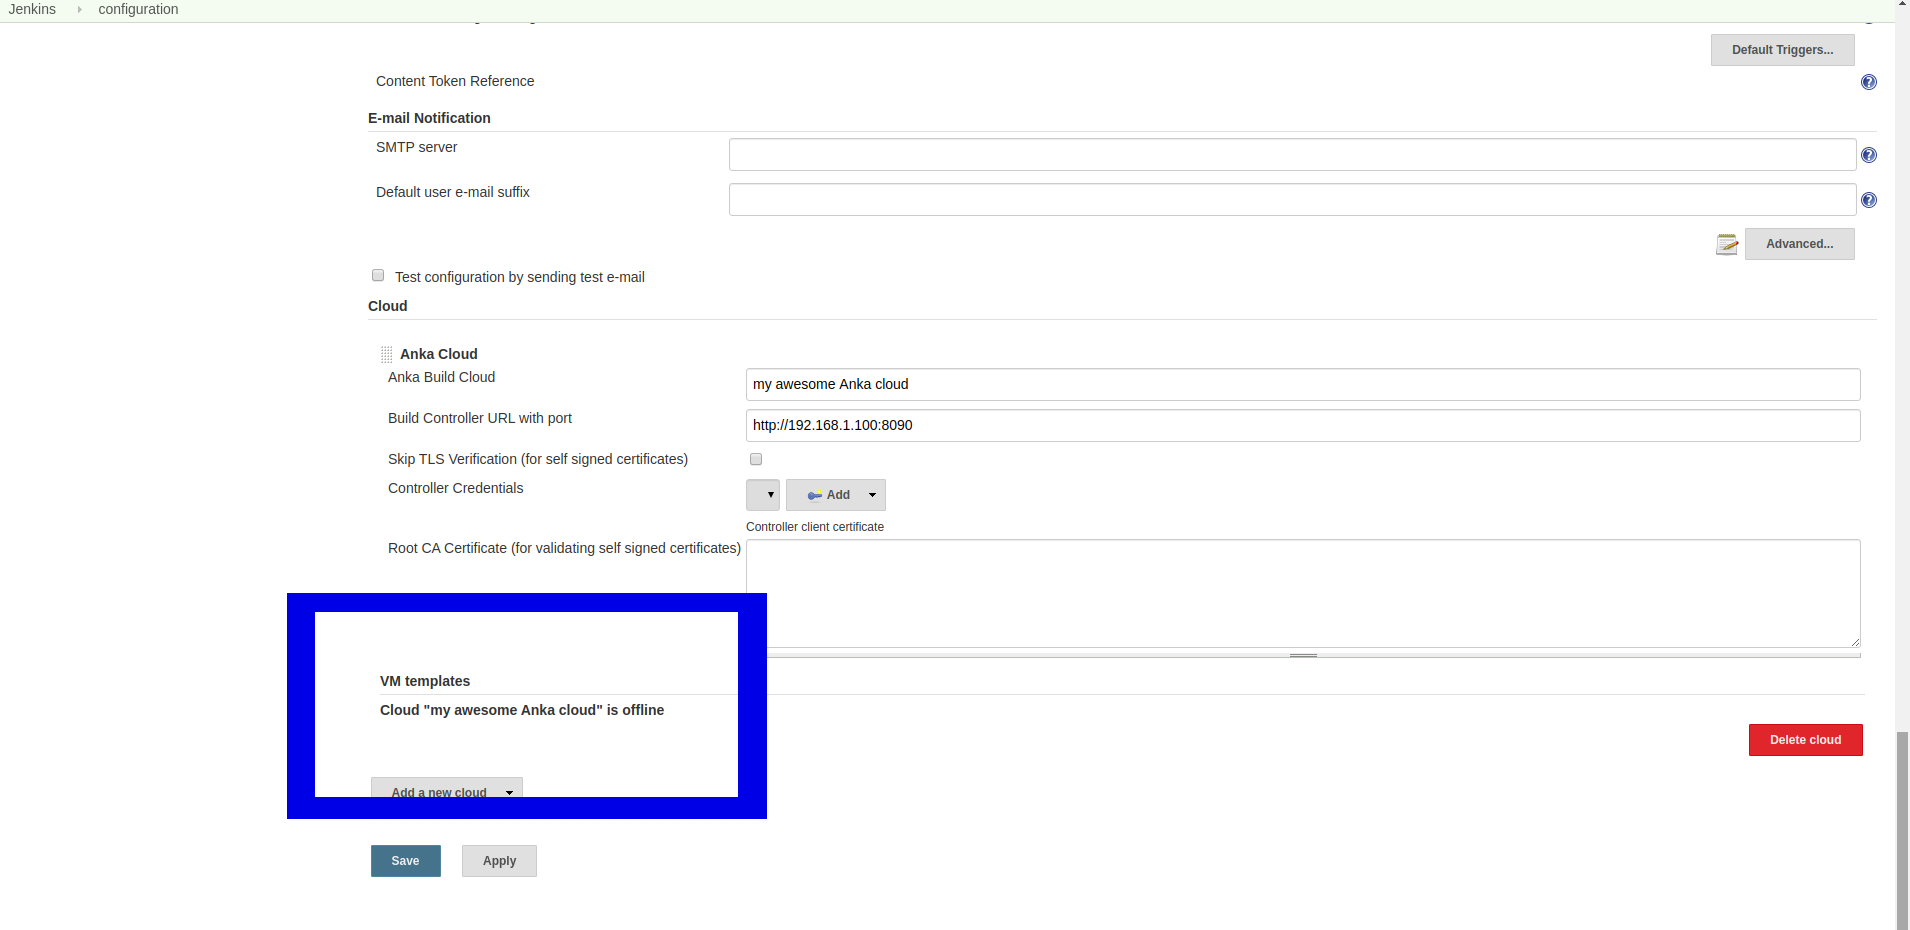 Jenkins configuration
Default Triggers...
Content Token Reference
E-mail Notification
SMTP server
Default user e-mail suffix
Advanced...
Test configuration by sending test e-mail
Cloud
Anka Cloud
Anka Build Cloud my awesome Anka cloud
Build Controller URL with port http://192.168.1.100:8090
Skip TLS Verification (for self signed certificates)
Controller Credentials Add
Controller client certificate
Root CA Certificate (for validating self signed certificates)
VM templates
Cloud "my awesome Anka cloud" is offline
Delete cloud
Add a new cloud
Save Apply